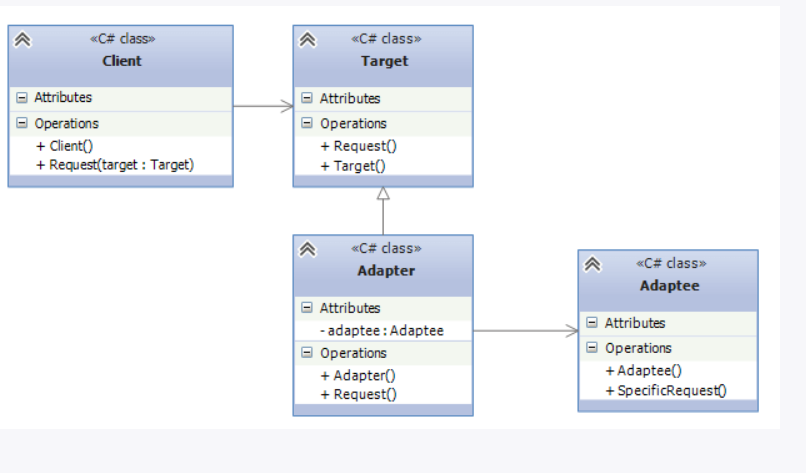 «C# class»
Client
Attributes
Operations
+ Client()
+ Request(target : Target)
«C# class»
Target
Attributes
Operations
+ Request()
+ Target()
«C# class»
Adapter
Attributes
- adaptee : Adaptee
Operations
+ Adapter()
+ Request()
«C# class»
Adaptee
Attributes
Operations
+ Adaptee()
+ SpecificRequest()